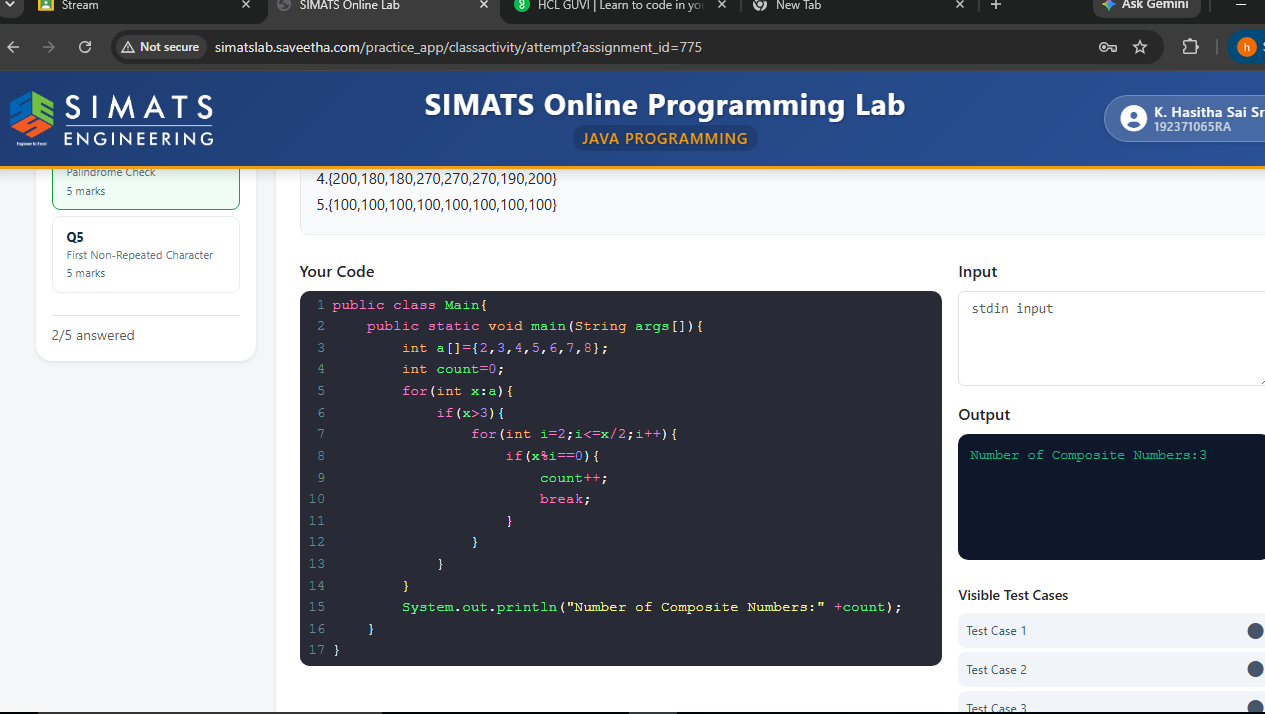 Stream
SIMATS Online Lab
HCL GUVI | Learn to code in you
New Tab
Ask Gemini
Not secure
simatslab.saveetha.com/practice_app/classactivity/attempt?assignment_id=775
h
SIMATS
ENGINEERING
Engineer to Excel
SIMATS Online Programming Lab
JAVA PROGRAMMING
K. Hasitha Sai Sr
192371065RA
Palindrome Check
5 marks
Q5
First Non-Repeated Character
5 marks
2/5 answered
4.{200,180,180,270,270,270,190,200}
5.{100,100,100,100,100,100,100,100}
Your Code
1 public class Main{
2     public static void main(String args[]){
3         int a[]={2,3,4,5,6,7,8};
4         int count=0;
5         for(int x:a){
6             if(x>3){
7                 for(int i=2;i<=x/2;i++){
8                     if(x%i==0){
9                         count++;
10                         break;
11                     }
12                 }
13             }
14         }
15         System.out.println("Number of Composite Numbers:" +count);
16     }
17 }
Input
stdin input
Output
Number of Composite Numbers:3
Visible Test Cases
Test Case 1
Test Case 2
Test Case 3